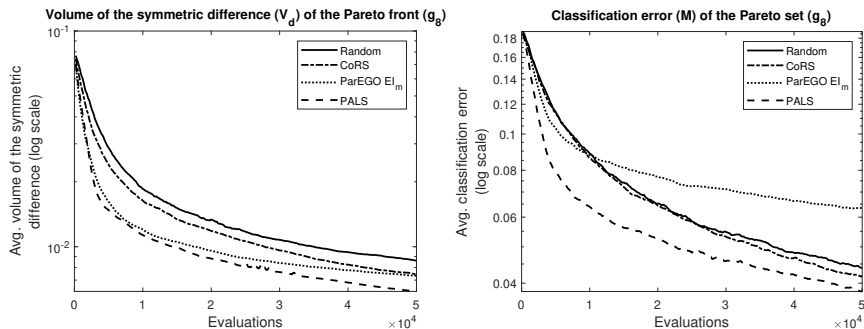 Volume of the symmetric difference (V_d) of the Pareto front (g_8)
Avg. volume of the symmetric
difference (log scale)
10^-1
10^-2
Random
CoRS
ParEGO EI_m
PALS
0 1 2 3 4 5
Evaluations
×10^4
Classification error (M) of the Pareto set (g_8)
Avg. classification error
(log scale)
0.18
0.16
0.14
0.12
0.1
0.08
0.06
0.04
Random
CoRS
ParEGO EI_m
PALS
0 1 2 3 4 5
Evaluations
×10^4